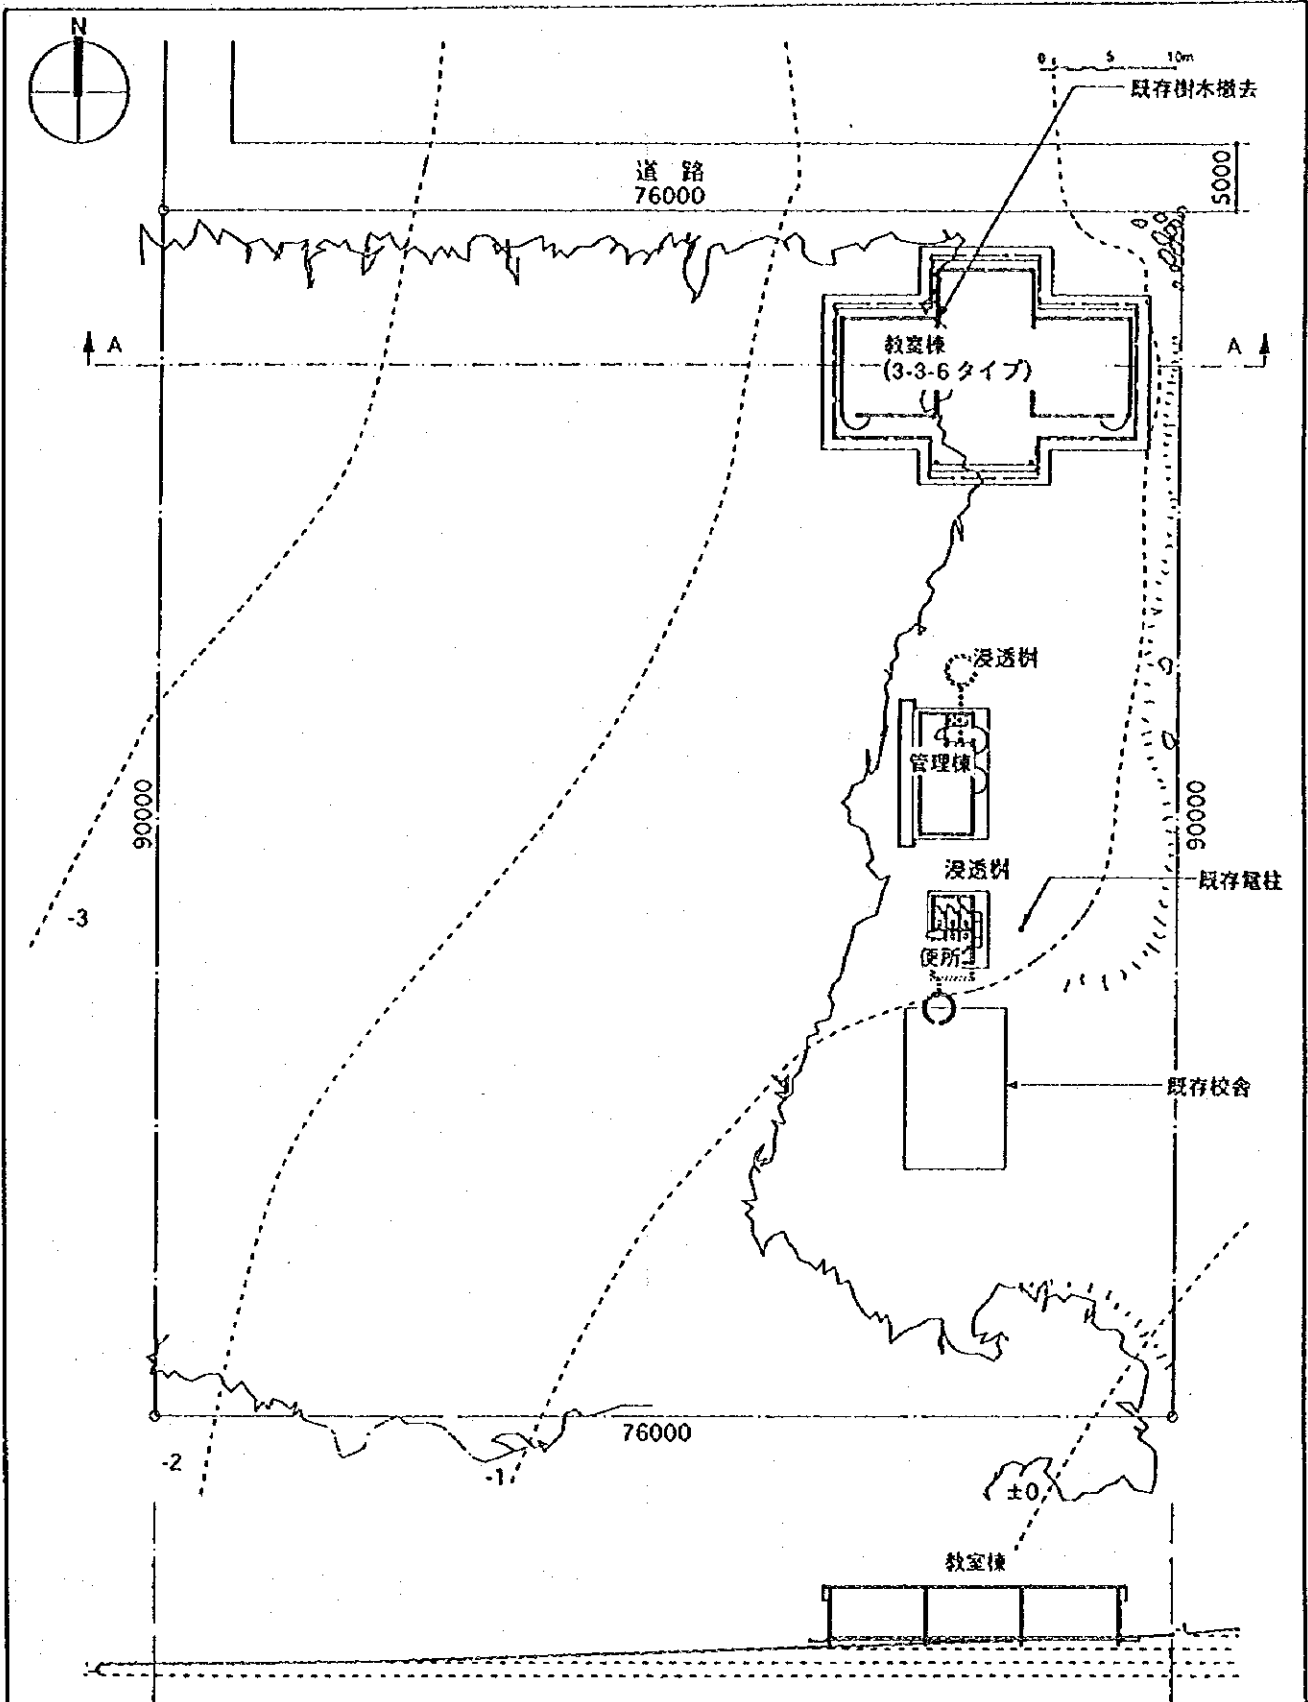 N
0 5 10m
既存樹木撤去
道 路
76000
5000
A
A
教室棟
(3-3-6 タイプ)
浸透桝
管理棟
90000
90000
浸透桝
既存電柱
-3
便所
既存校舎
76000
-2
-1
±0
教室棟